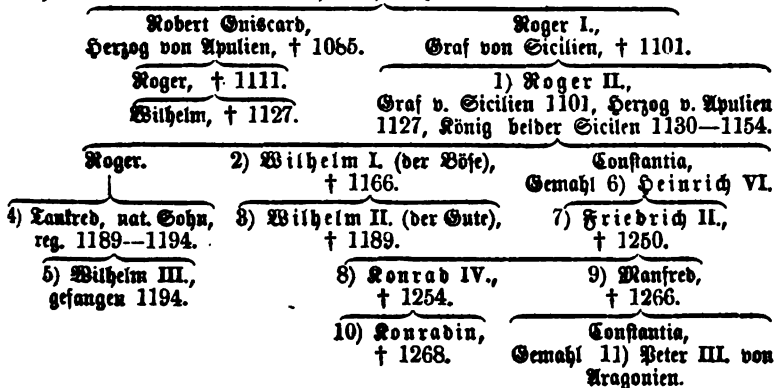 Robert Guiscard,
Herzog von Apulien, † 1085.
Roger I.,
Graf von Sicilien, † 1101.
Roger, † 1111.
Wilhelm, † 1127.
1) Roger II.,
Graf v. Sicilien 1101, Herzog v. Apulien
1127, König beider Sicilen 1130—1154.
Roger.
2) Wilhelm I. (der Böse),
† 1166.
Constantia,
Gemahl 6) Heinrich VI.
4) Tankred, nat. Sohn,
reg. 1189—1194.
3) Wilhelm II. (der Gute),
† 1189.
7) Friedrich II.,
† 1250.
5) Wilhelm III.,
gefangen 1194.
8) Konrad IV.,
† 1254.
9) Manfred,
† 1266.
10) Konradin,
† 1268.
Constantia,
Gemahl 11) Peter III. von
Aragonien.